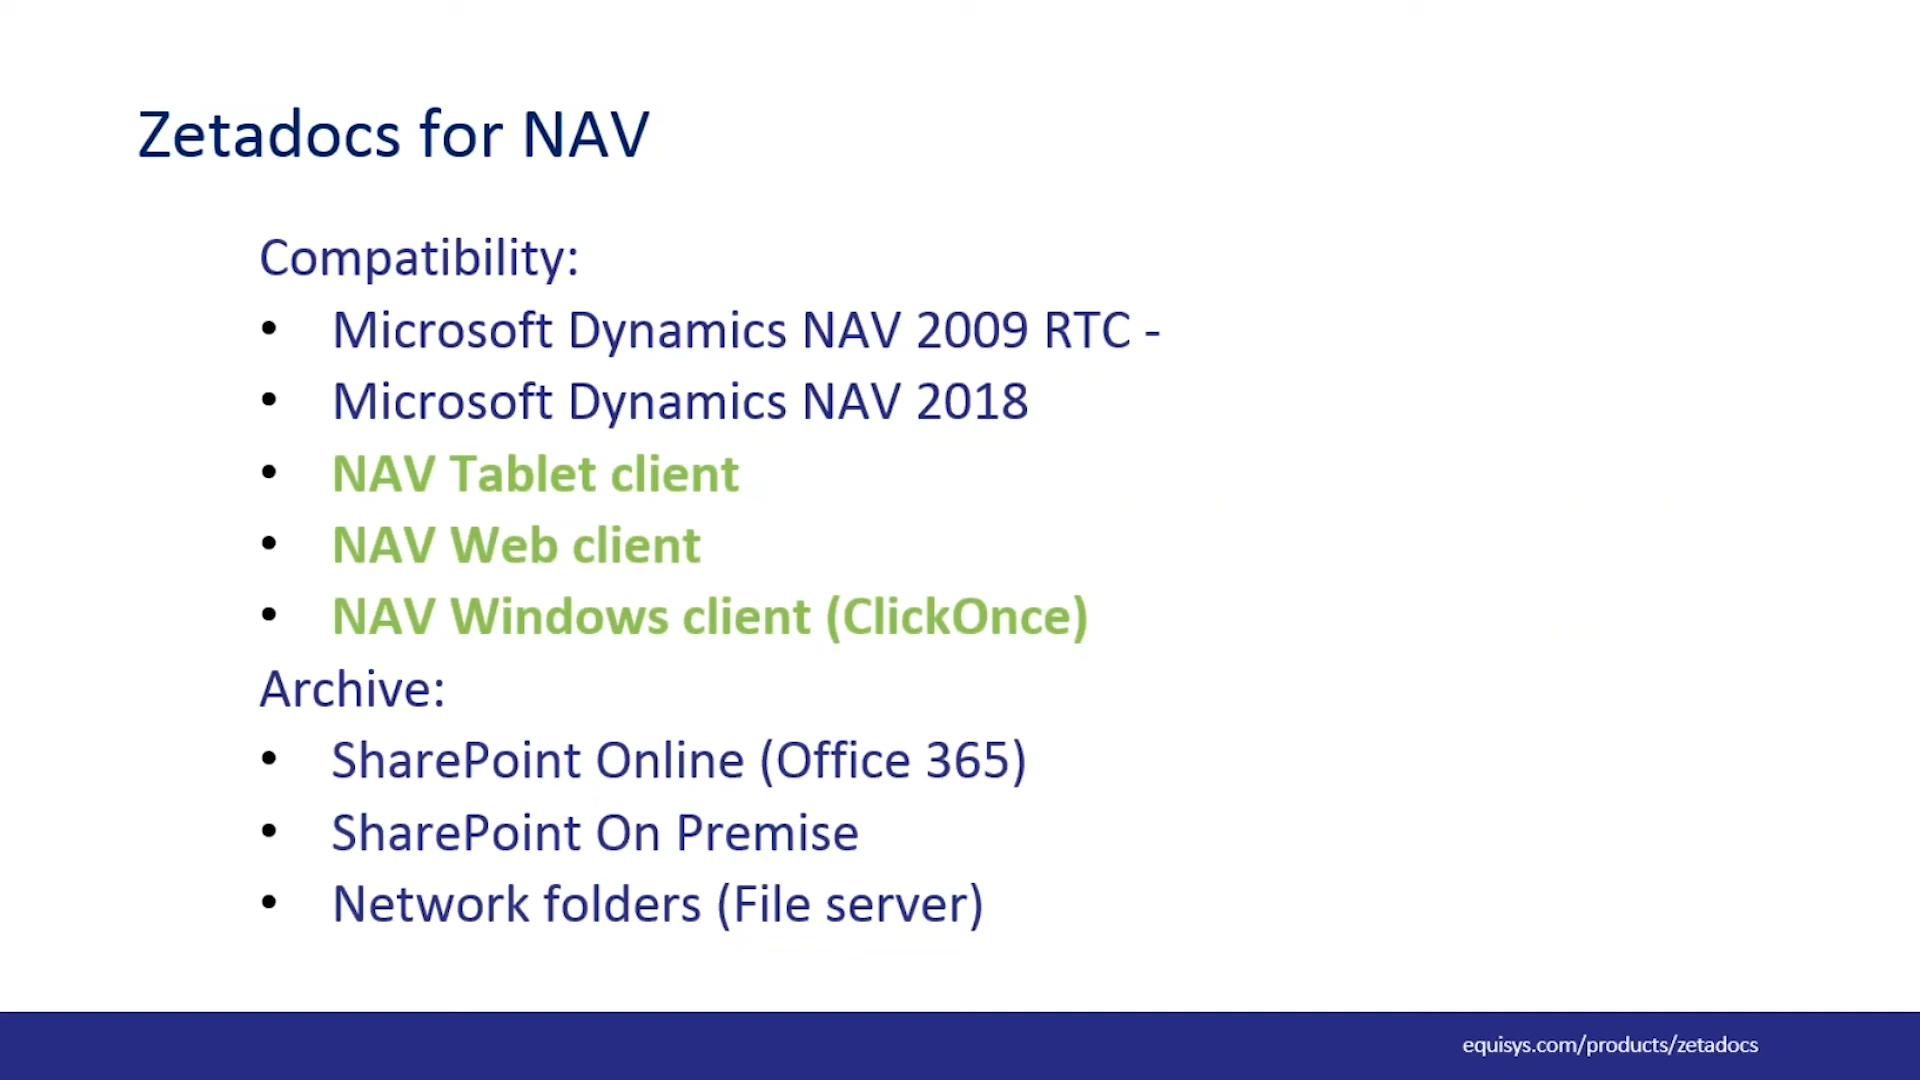 Zetadocs for NAV
Compatibility:
• Microsoft Dynamics NAV 2009 RTC -
• Microsoft Dynamics NAV 2018
• NAV Tablet client
• NAV Web client
• NAV Windows client (ClickOnce)
Archive:
• SharePoint Online (Office 365)
• SharePoint On Premise
• Network folders (File server)
equisys.com/products/zetadocs